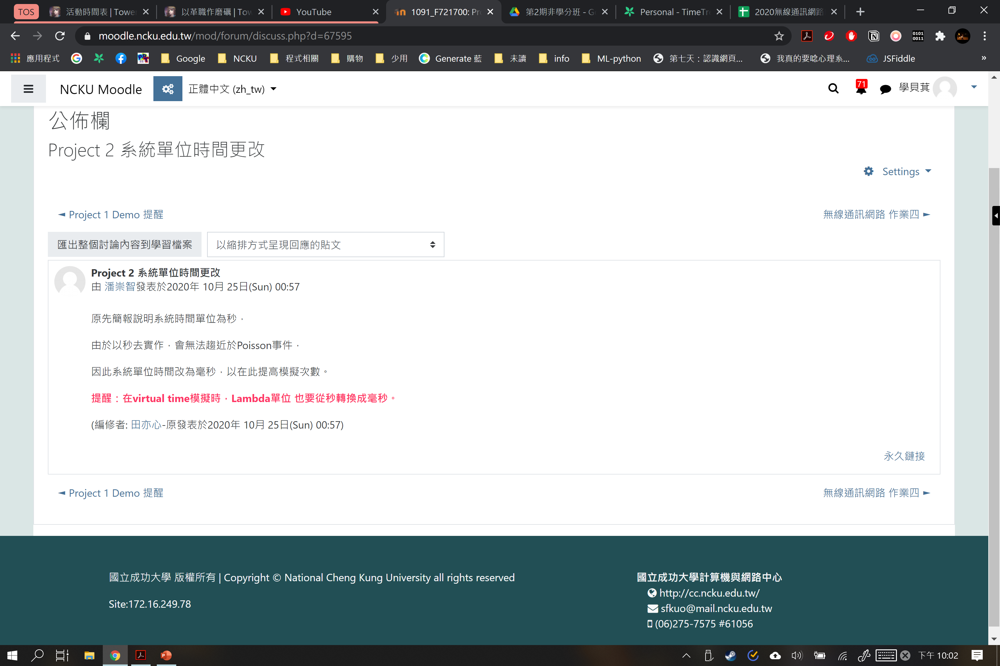 TOS
活動時間表 | Tower
以革職作磨礪 | Tow
YouTube
1091_F721700: Pr
第2期非學分班 - G
Personal - TimeTr
2020無線通訊網路
moodle.ncku.edu.tw/mod/forum/discuss.php?d=67595
應用程式
Google
NCKU
程式相關
購物
少用
Generate 藍
未讀
info
ML-python
第七天：認識網頁...
我真的要唸心理系...
JSFiddle
»
NCKU Moodle
正體中文 (zh_tw)
71
學貝萁
公佈欄
Project 2 系統單位時間更改
Settings
◄ Project 1 Demo 提醒
無線通訊網路 作業四 ►
匯出整個討論內容到學習檔案
以縮排方式呈現回應的貼文
Project 2 系統單位時間更改
由 潘崇智發表於2020年 10月 25日(Sun) 00:57
原先簡報說明系統時間單位為秒，
由於以秒去實作，會無法趨近於Poisson事件，
因此系統單位時間改為毫秒，以在此提高模擬次數。
提醒：在virtual time模擬時，Lambda單位 也要從秒轉換成毫秒。
(編修者: 田亦心-原發表於2020年 10月 25日(Sun) 00:57)
永久鏈接
◄ Project 1 Demo 提醒
無線通訊網路 作業四 ►
國立成功大學 版權所有 | Copyright © National Cheng Kung University all rights reserved
Site:172.16.249.78
國立成功大學計算機與網路中心
http://cc.ncku.edu.tw/
sfkuo@mail.ncku.edu.tw
(06)275-7575 #61056
下午 10:02